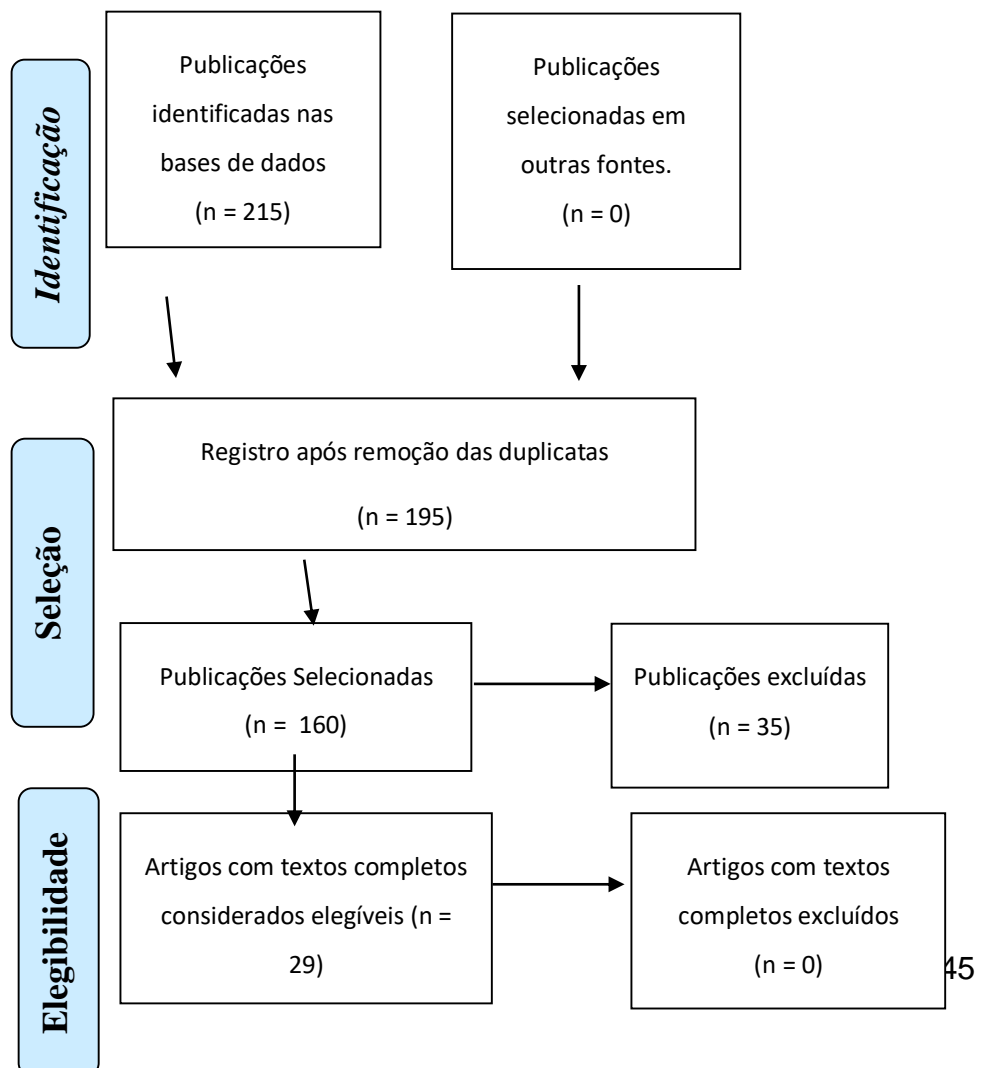 Identificação
Publicações
identificadas nas
bases de dados
(n = 215)
Publicações
selecionadas em
outras fontes.
(n = 0)
Seleção
Registro após remoção das duplicatas
(n = 195)
Publicações Selecionadas
(n = 160)
Publicações excluídas
(n = 35)
Elegibilidade
Artigos com textos completos
considerados elegíveis (n =
29)
Artigos com textos
completos excluídos
(n = 0)
45